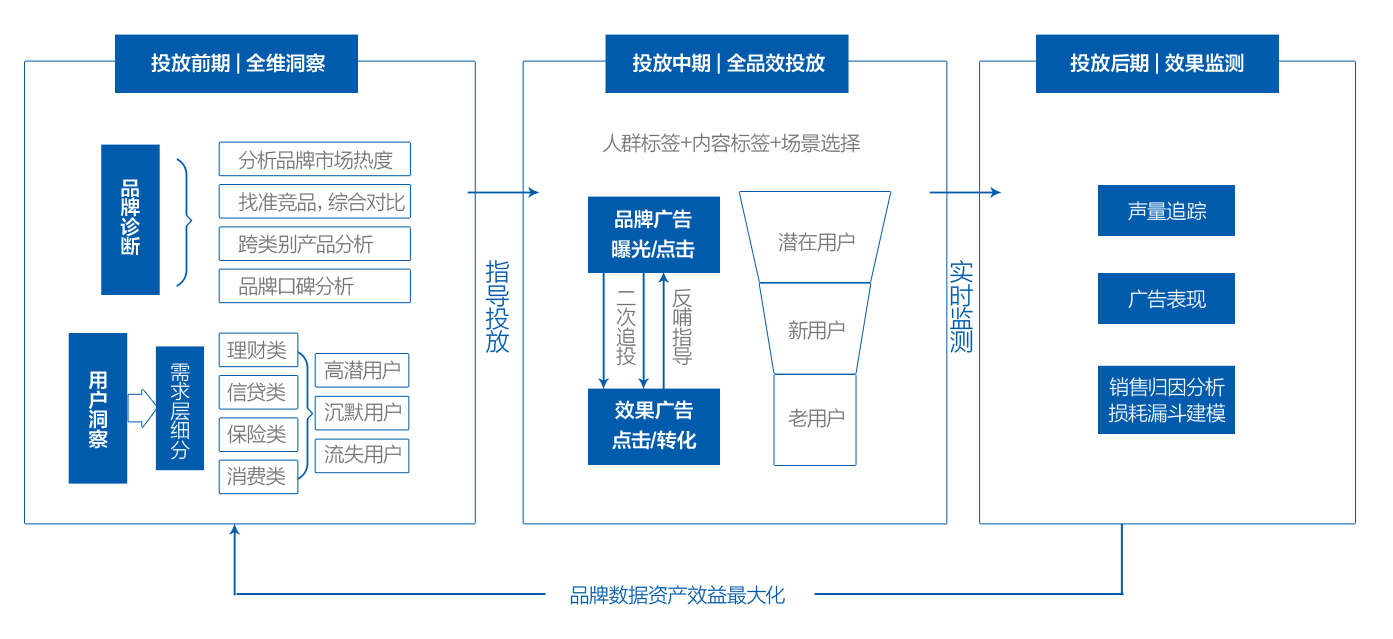 投放前期 | 全维洞察
品牌诊断
分析品牌市场热度
找准竞品，综合对比
跨类别产品分析
品牌口碑分析
用户洞察
需求层细分
理财类
信贷类
保险类
消费类
高潜用户
沉默用户
流失用户
指导投放
投放中期 | 全品效投放
人群标签+内容标签+场景选择
品牌广告
曝光/点击
二次追投
反哺指导
效果广告
点击/转化
潜在用户
新用户
老用户
实时监测
投放后期 | 效果监测
声量追踪
广告表现
销售归因分析
损耗漏斗建模
品牌数据资产效益最大化